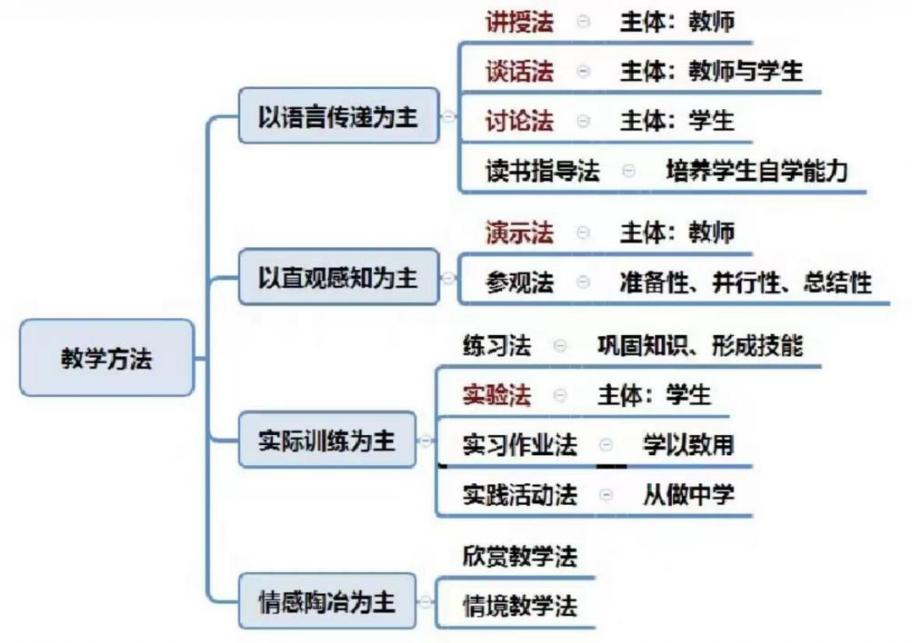 教学方法
以语言传递为主
讲授法 主体：教师
谈话法 主体：教师与学生
讨论法 主体：学生
读书指导法 培养学生自学能力
以直观感知为主
演示法 主体：教师
参观法 准备性、并行性、总结性
实际训练为主
练习法 巩固知识、形成技能
实验法 主体：学生
实习作业法 学以致用
实践活动法 从做中学
情感陶冶为主
欣赏教学法
情境教学法